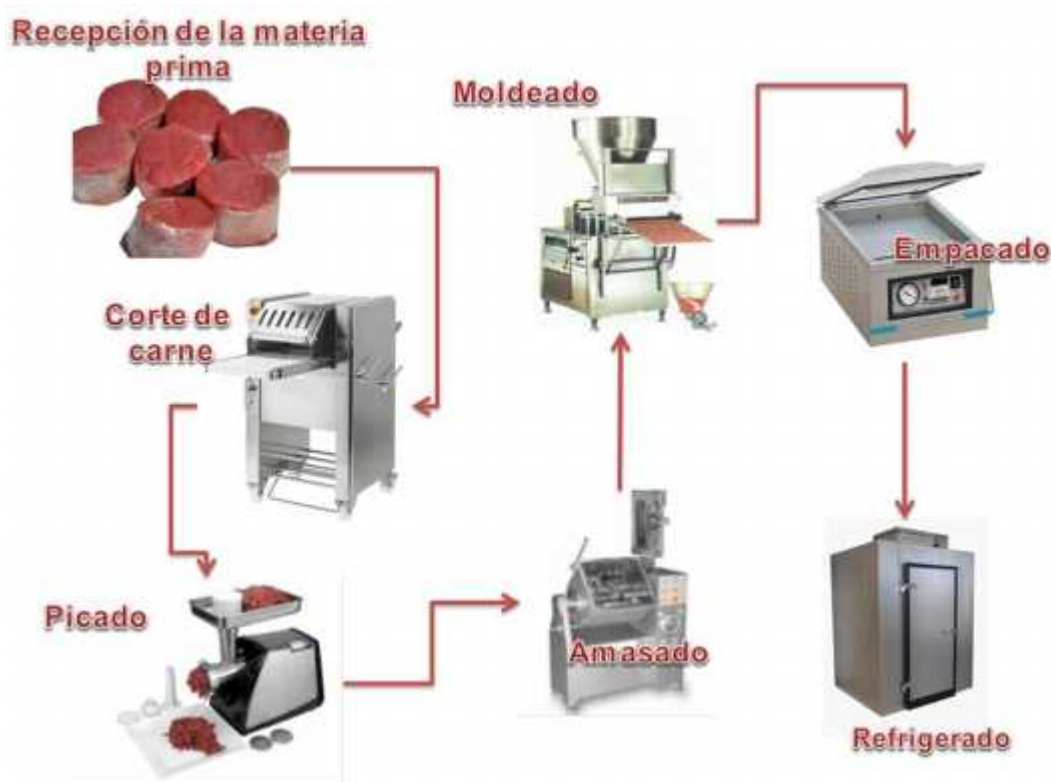 Recepción de la materia
prima
Corte de
carne
Picado
Amasado
Moldeado
Empacado
Refrigerado